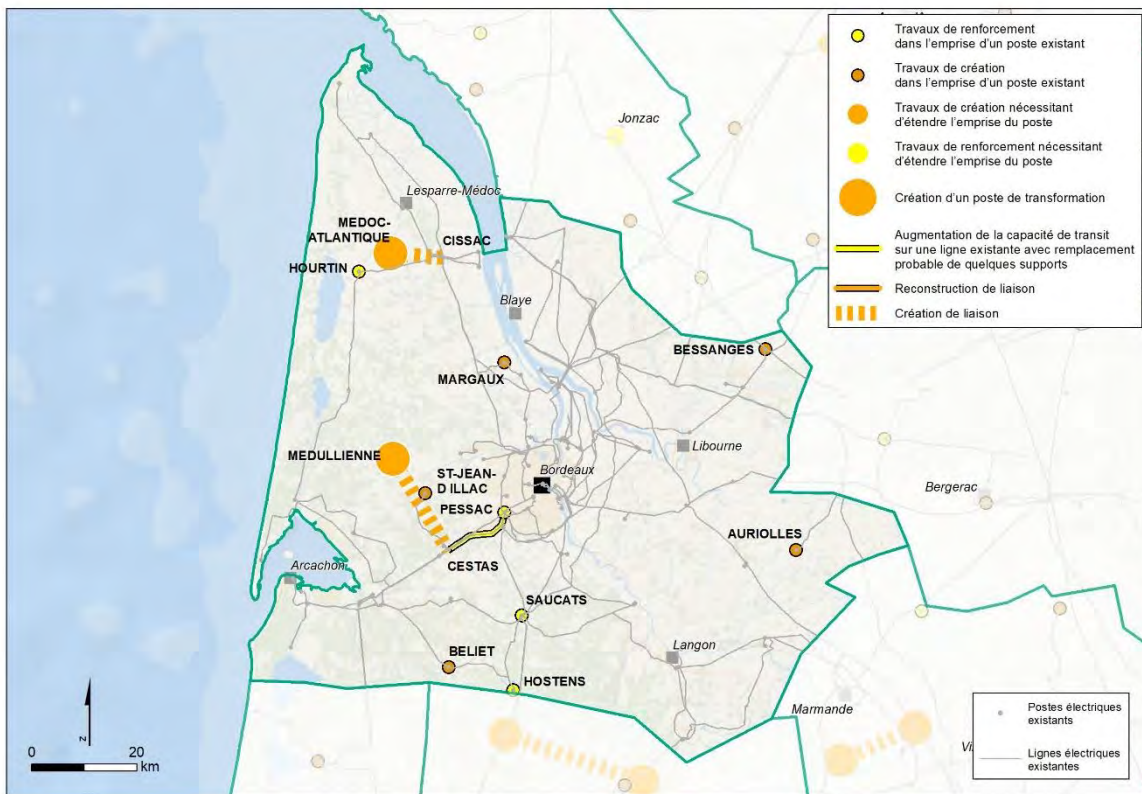 Jonzac
Lesparre-Médoc
MEDOC-
ATLANTIQUE
CISSAC
HOURTIN
Blaye
BESSANGES
MARGAUX
Libourne
MEDULLIENNE
ST-JEAN-
D ILLAC
Bordeaux
PESSAC
Bergerac
AURIOLLES
CESTAS
Arcachon
SAUCATS
Langon
BELIET
HOSTENS
Marmande
Travaux de renforcement
dans l'emprise d'un poste existant
Travaux de création
dans l'emprise d'un poste existant
Travaux de création nécessitant
d'étendre l'emprise du poste
Travaux de renforcement nécessitant
d'étendre l'emprise du poste
Création d'un poste de transformation
Augmentation de la capacité de transit
sur une ligne existante avec remplacement
probable de quelques supports
Reconstruction de liaison
Création de liaison
Postes électriques
existants
Lignes électriques
existantes
N
0 20
km